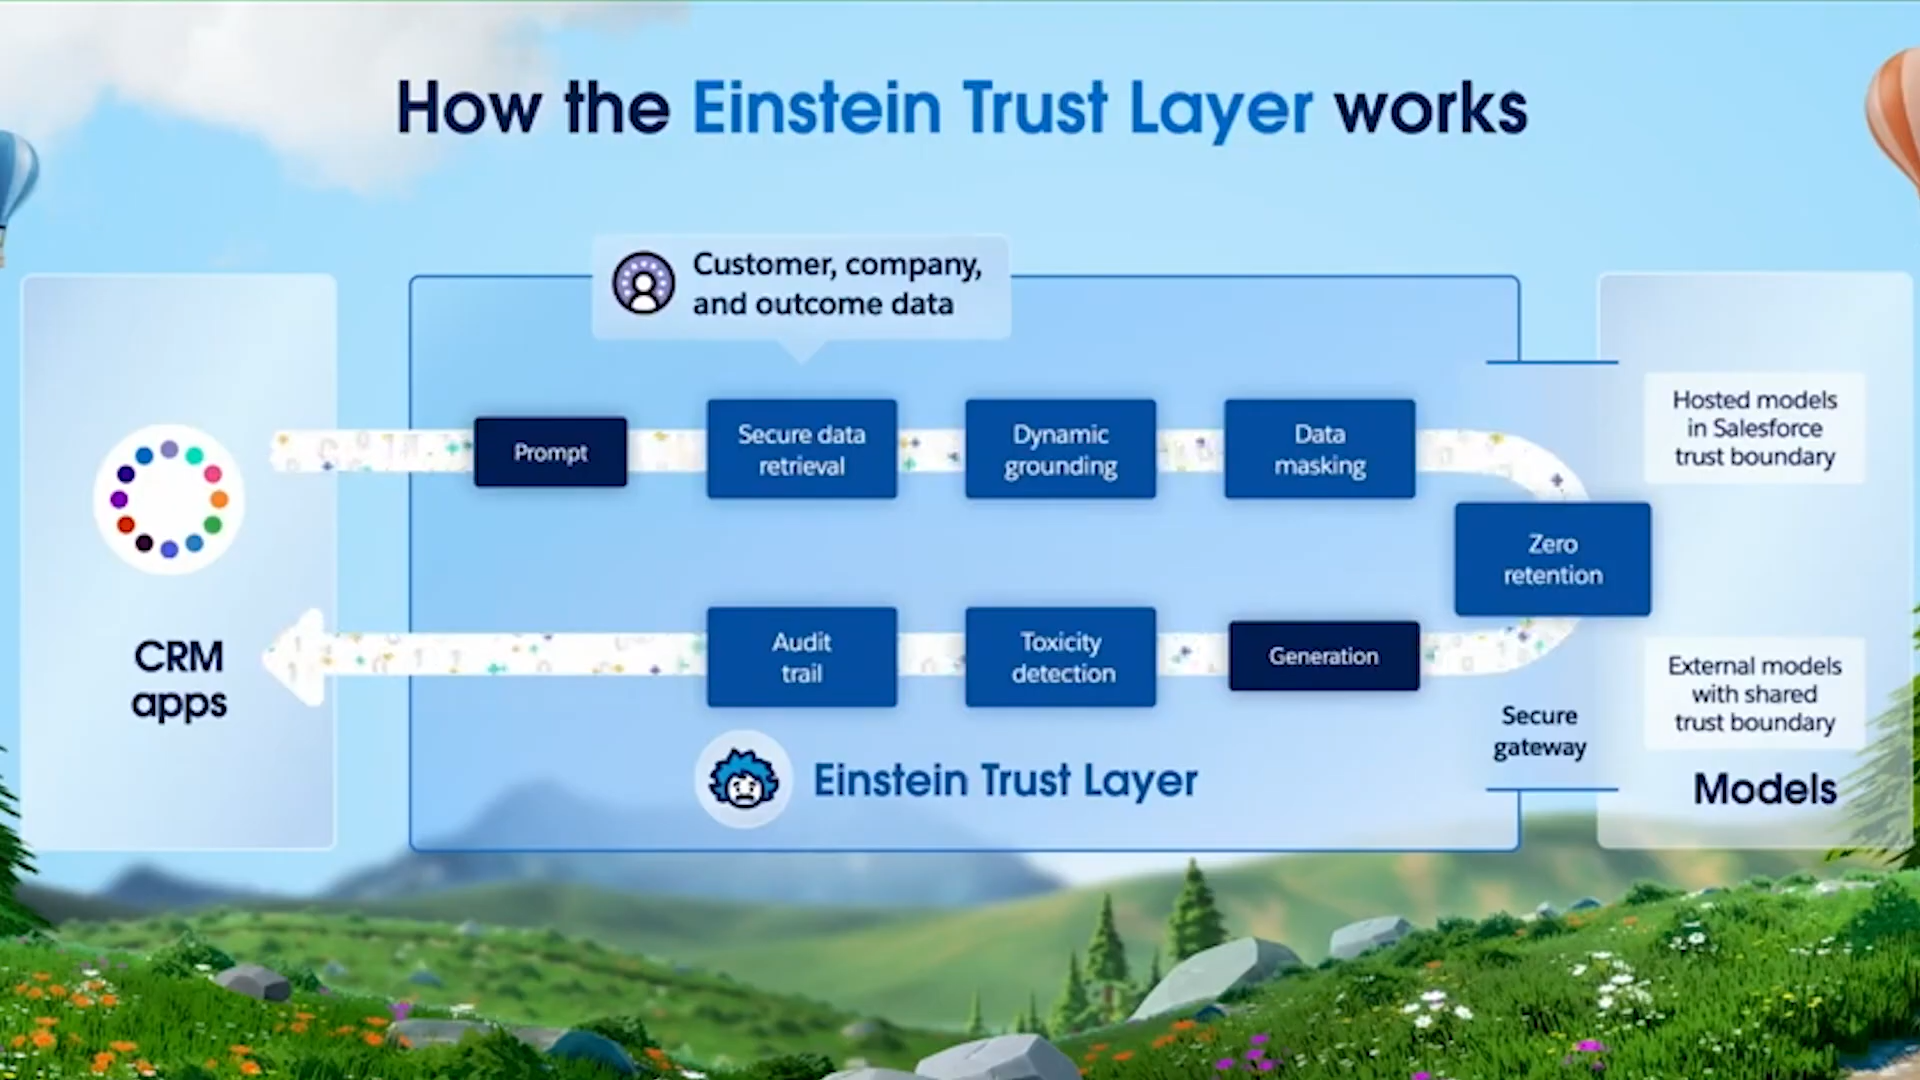 How the Einstein Trust Layer works
Customer, company,
and outcome data
Prompt
Secure data
retrieval
Dynamic
grounding
Data
masking
Zero
retention
Hosted models
in Salesforce
trust boundary
CRM
apps
Audit
trail
Toxicity
detection
Generation
Secure
gateway
External models
with shared
trust boundary
Models
Einstein Trust Layer